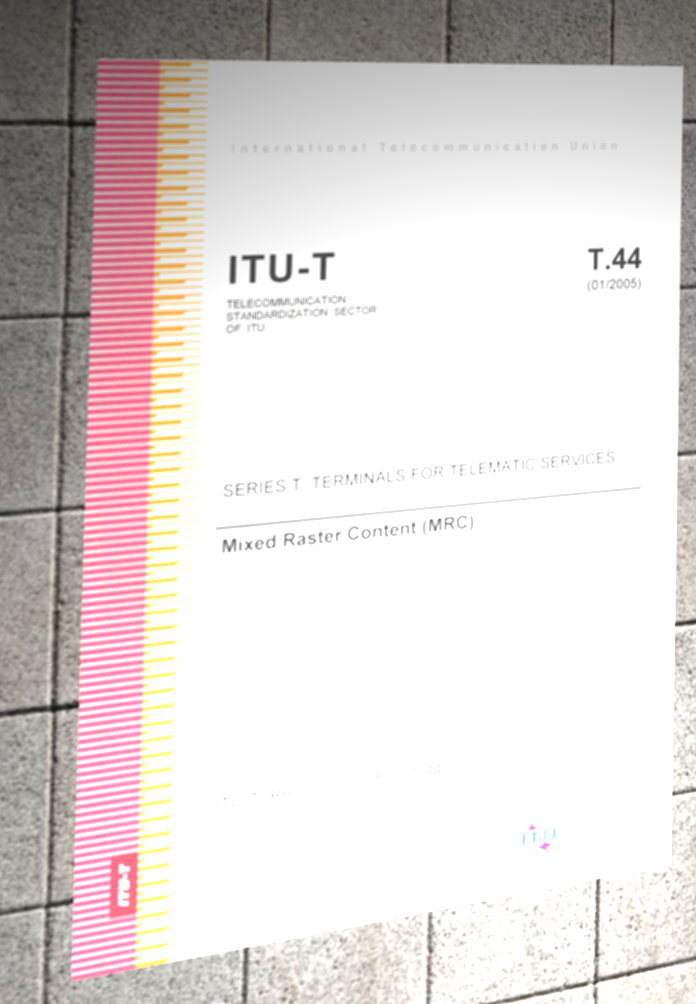 International Telecommunication Union
ITU-T
T.44
TELECOMMUNICATION
(01/2005)
STANDARDIZATION SECTOR
OF ITU
SERIES T TERMINALS FOR TELEMATIC SERVICES
Mixed Raster Content (MRC)
ITU
ITU-T